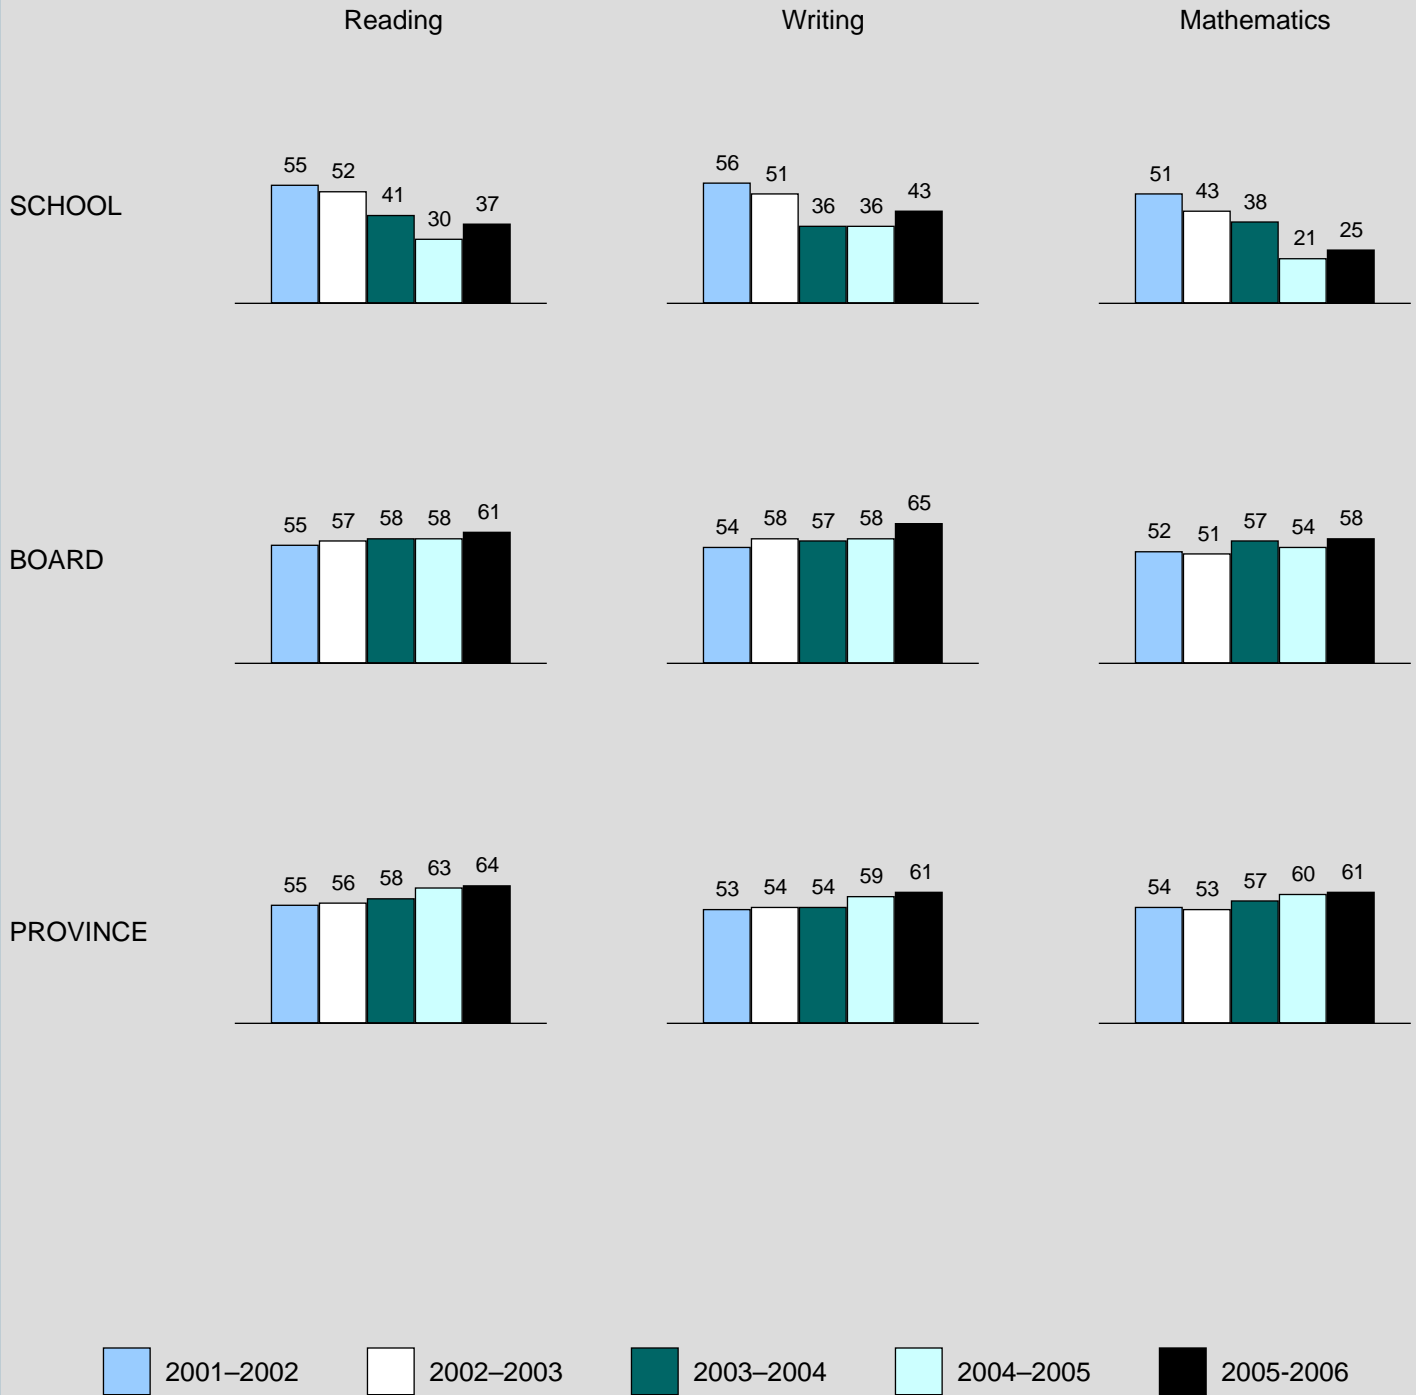 Reading Writing Mathematics
55 52 41 30 37 56 51 36 36 43 51 43 38 21 25
SCHOOL
55 57 58 58 61 54 58 57 58 65 52 51 57 54 58
BOARD
55 56 58 63 64 53 54 54 59 61 54 53 57 60 61
PROVINCE
2001–2002 2002–2003 2003–2004 2004–2005 2005-2006